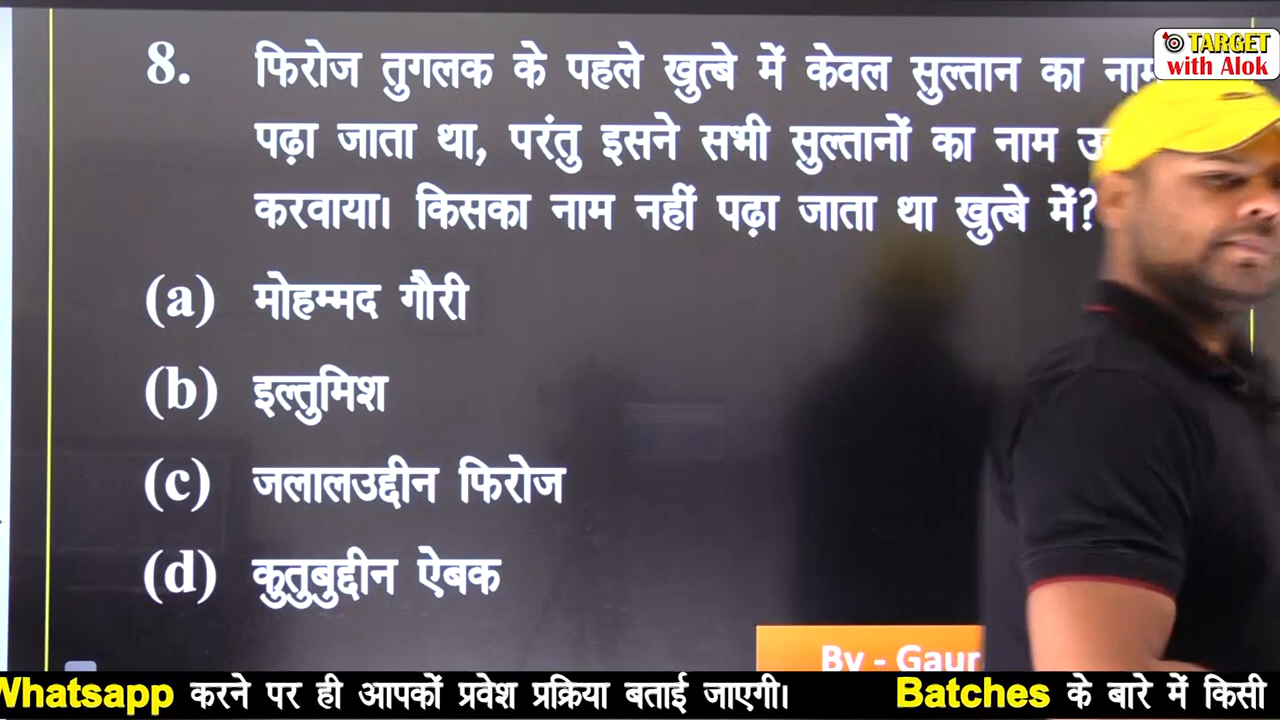 TARGET
with Alok
8. फिरोज तुगलक के पहले खुत्बे में केवल सुल्तान का नाम
पढ़ा जाता था, परंतु इसने सभी सुल्तानों का नाम
करवाया। किसका नाम नहीं पढ़ा जाता था खुत्बे में?
(a) मोहम्मद गौरी
(b) इल्तुमिश
(c) जलालउद्दीन फिरोज
(d) कुतुबुद्दीन ऐबक
By - Gaur
Whatsapp करने पर ही आपकों प्रवेश प्रक्रिया बताई जाएगी। Batches के बारे में किसी